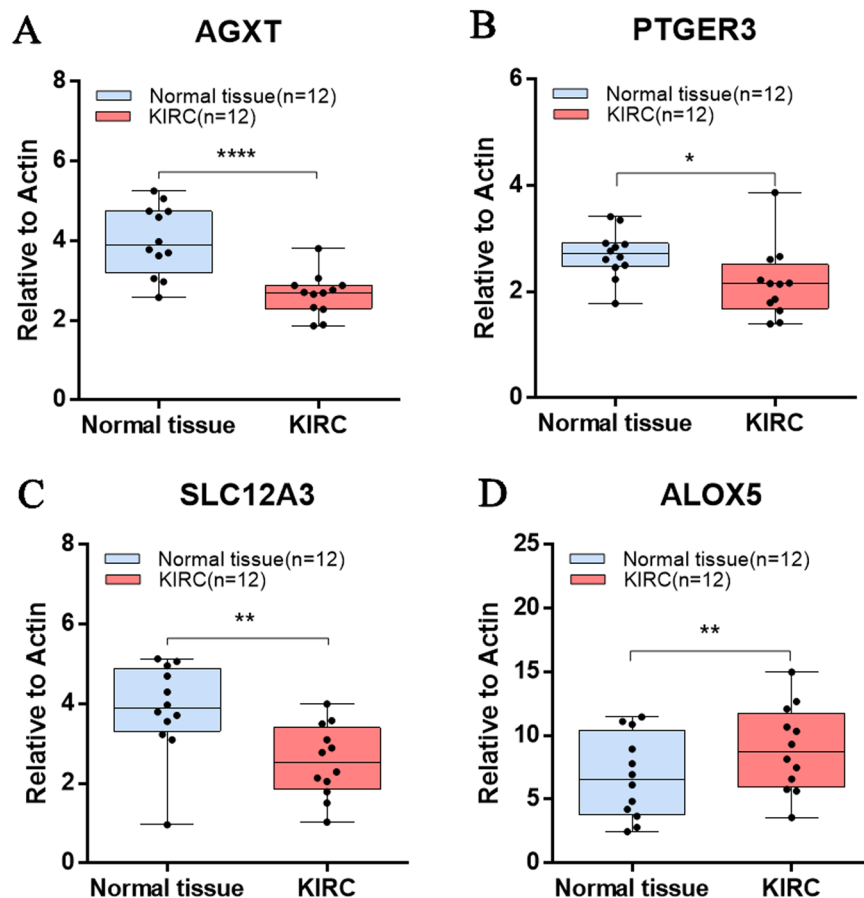 A
AGXT
Relative to Actin
8
6
4
2
0
Normal tissue(n=12)
KIRC(n=12)
****
Normal tissue
KIRC
B
PTGER3
Relative to Actin
6
4
2
0
Normal tissue(n=12)
KIRC(n=12)
*
Normal tissue
KIRC
C
SLC12A3
Relative to Actin
8
6
4
2
0
Normal tissue(n=12)
KIRC(n=12)
**
Normal tissue
KIRC
D
ALOX5
Relative to Actin
25
20
15
10
5
0
Normal tissue(n=12)
KIRC(n=12)
**
Normal tissue
KIRC